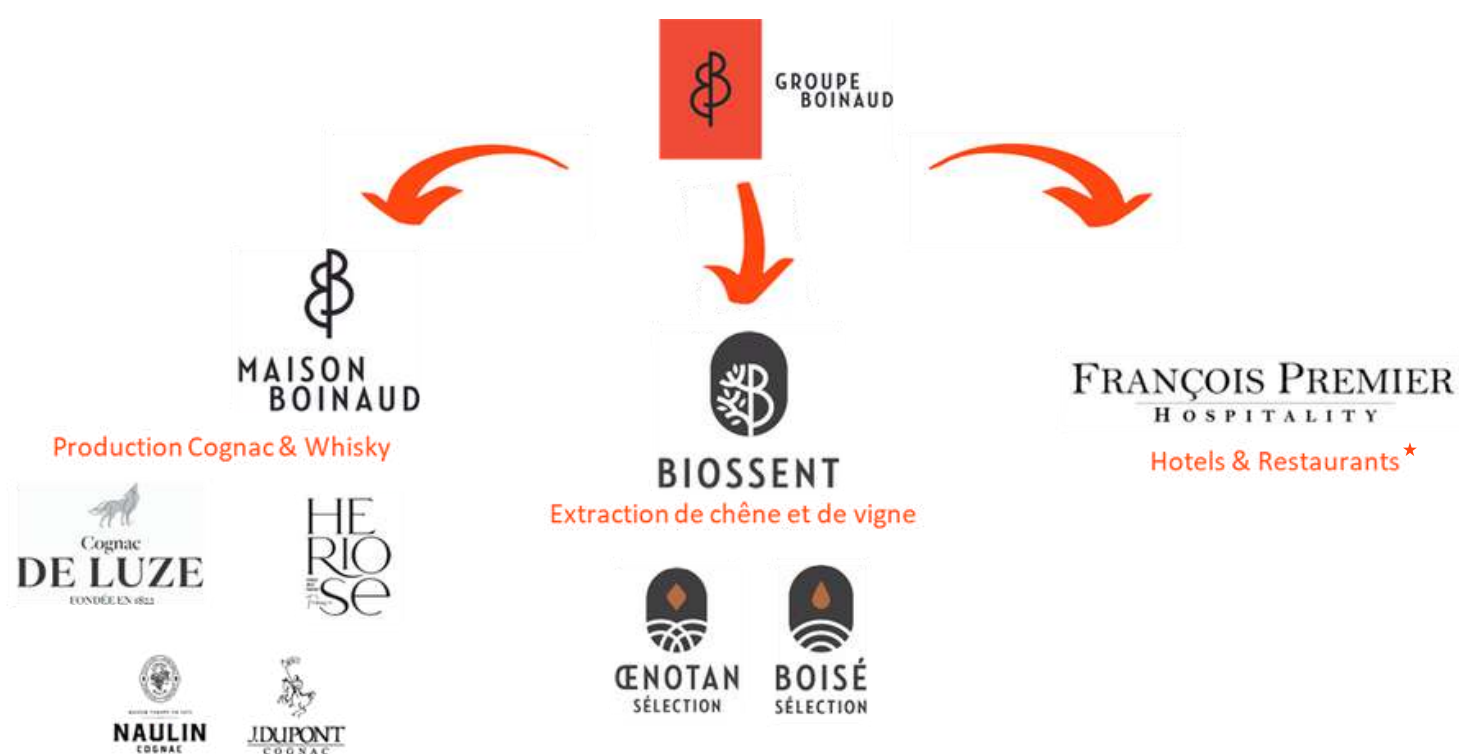 GROUPE
BOINAUD
MAISON
BOINAUD
Production Cognac & Whisky
Cognac
DE LUZE
FONDÉE EN 1822
HE
RIO
SE
NAULIN
COGNAC
J.DUPONT
COGNAC
BIOSSENT
Extraction de chêne et de vigne
ŒNOTAN
SÉLECTION
BOISÉ
SÉLECTION
FRANÇOIS PREMIER
HOSPITALITY
Hotels & Restaurants